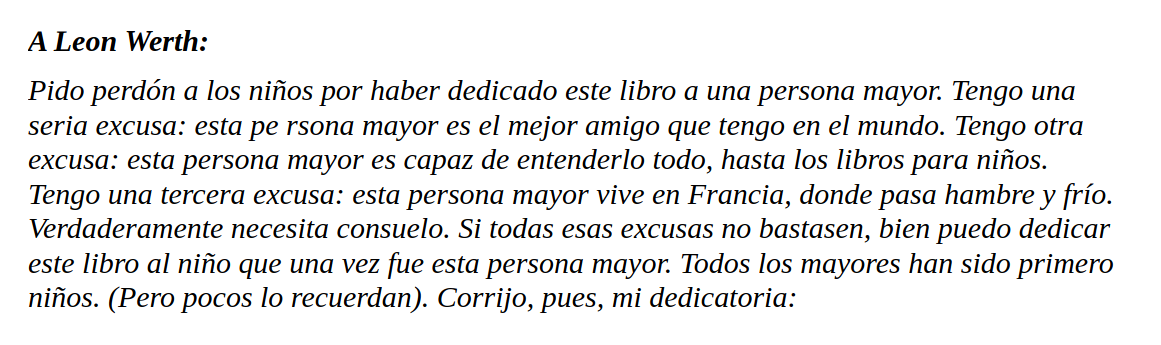 A Leon Werth:
Pido perdón a los niños por haber dedicado este libro a una persona mayor. Tengo una
seria excusa: esta pe rsona mayor es el mejor amigo que tengo en el mundo. Tengo otra
excusa: esta persona mayor es capaz de entenderlo todo, hasta los libros para niños.
Tengo una tercera excusa: esta persona mayor vive en Francia, donde pasa hambre y frío.
Verdaderamente necesita consuelo. Si todas esas excusas no bastasen, bien puedo dedicar
este libro al niño que una vez fue esta persona mayor. Todos los mayores han sido primero
niños. (Pero pocos lo recuerdan). Corrijo, pues, mi dedicatoria: